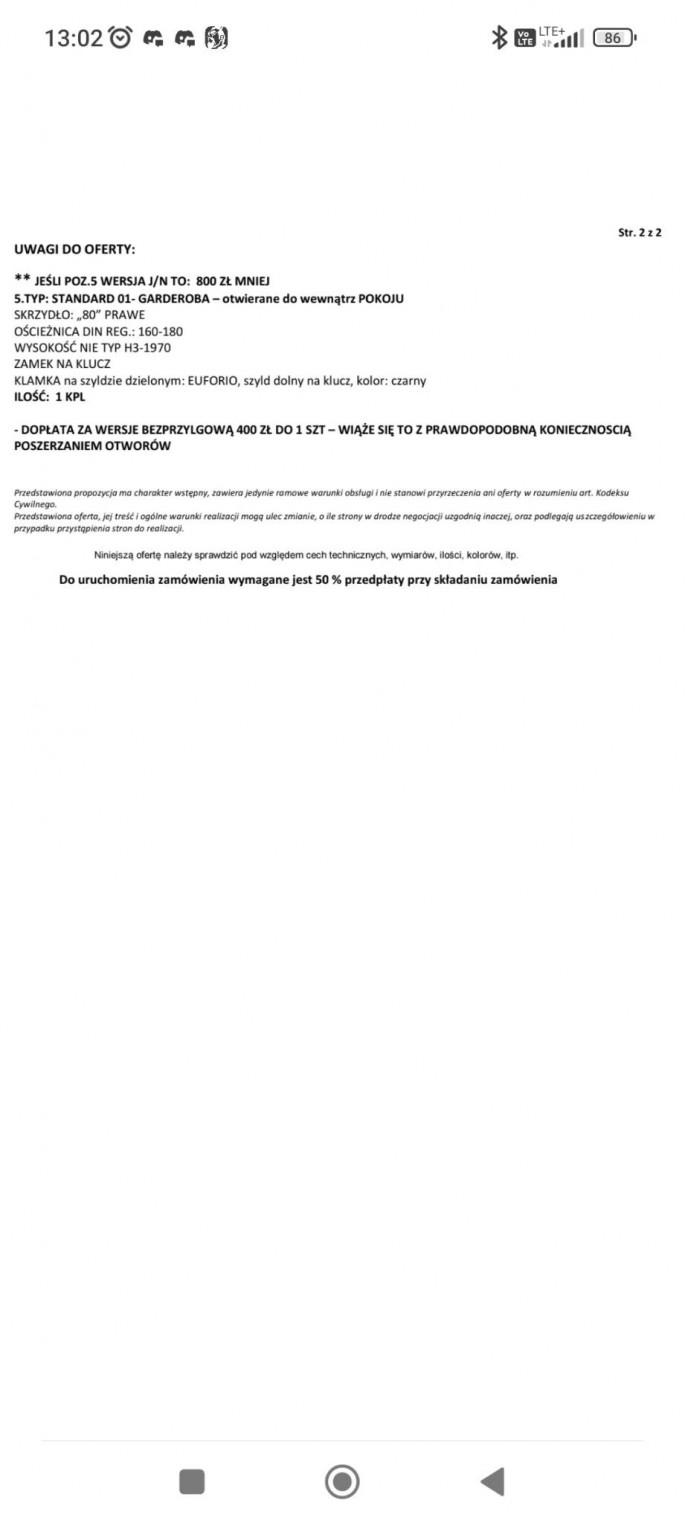 13:02
Vo
LTE
LTE+
86
Str. 2 z 2
UWAGI DO OFERTY:
** JEŚLI POZ.5 WERSJA J/N TO: 800 ZŁ MNIEJ
5.TYP: STANDARD 01- GARDEROBA – otwierane do wewnątrz POKOJU
SKRZYDŁO: „80” PRAWE
OŚCIEŻNICA DIN REG.: 160-180
WYSOKOŚĆ NIE TYP H3-1970
ZAMEK NA KLUCZ
KLAMKA na szyldzie dzielonym: EUFORIO, szyld dolny na klucz, kolor: czarny
ILOŚĆ: 1 KPL
- DOPŁATA ZA WERSJE BEZPRZYLGOWĄ 400 ZŁ DO 1 SZT – WIĄŻE SIĘ TO Z PRAWDOPODOBNĄ KONIECZNOSCIĄ
POSZERZANIEM OTWORÓW
Przedstawiona propozycja ma charakter wstępny, zawiera jedynie ramowe warunki obsługi i nie stanowi przyrzeczenia ani oferty w rozumieniu art. Kodeksu
Cywilnego.
Przedstawiona oferta, jej treść i ogólne warunki realizacji mogą ulec zmianie, o ile strony w drodze negocjacji uzgodnią inaczej, oraz podlegają uszczegółowieniu w
przypadku przystąpienia stron do realizacji.
Niniejszą ofertę należy sprawdzić pod względem cech technicznych, wymiarów, ilości, kolorów, itp.
Do uruchomienia zamówienia wymagane jest 50 % przedpłaty przy składaniu zamówienia